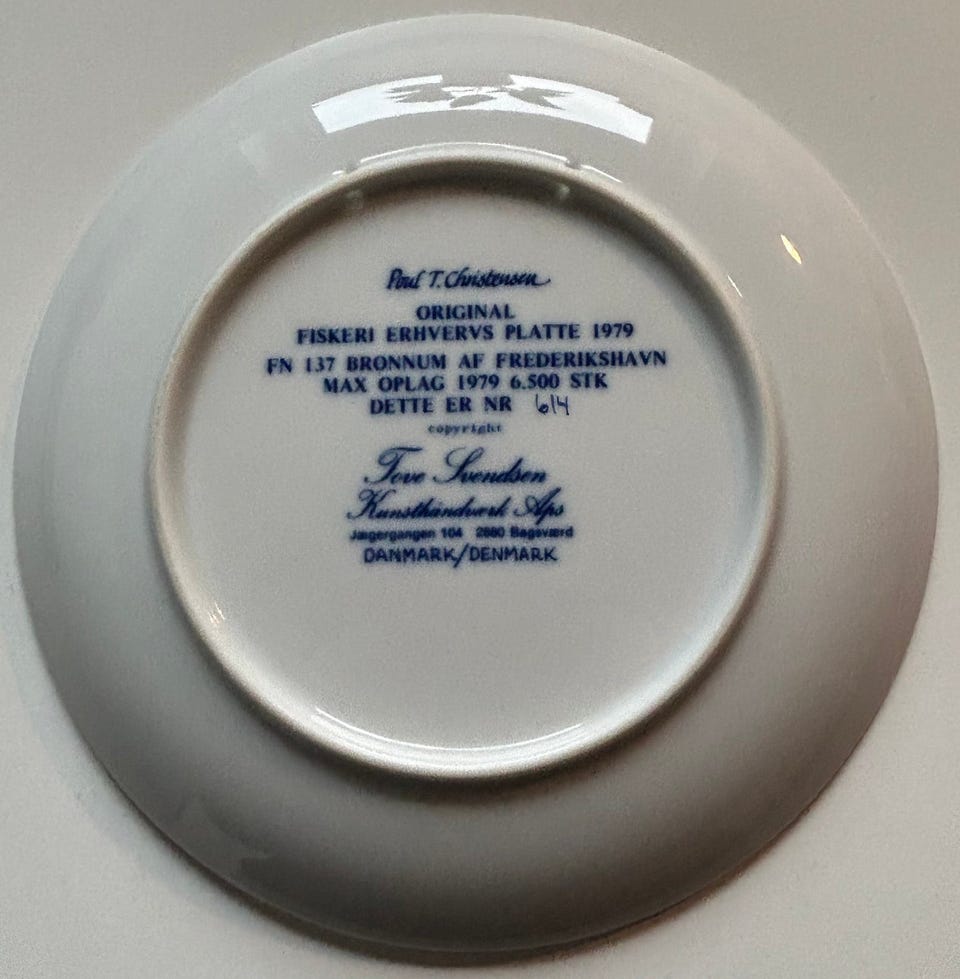 Poul T. Christensen
ORIGINAL
FISKERI ERHVERVS PLATTE 1979
FN 137 BRONNUM AF FREDERIKSHAVN
MAX OPLAG 1979 6.500 STK
DETTE ER NR 614
copyright
Tove Svendsen
Kunsthåndværk Aps
Jægergangen 104 2880 Bagsværd
DANMARK/DENMARK